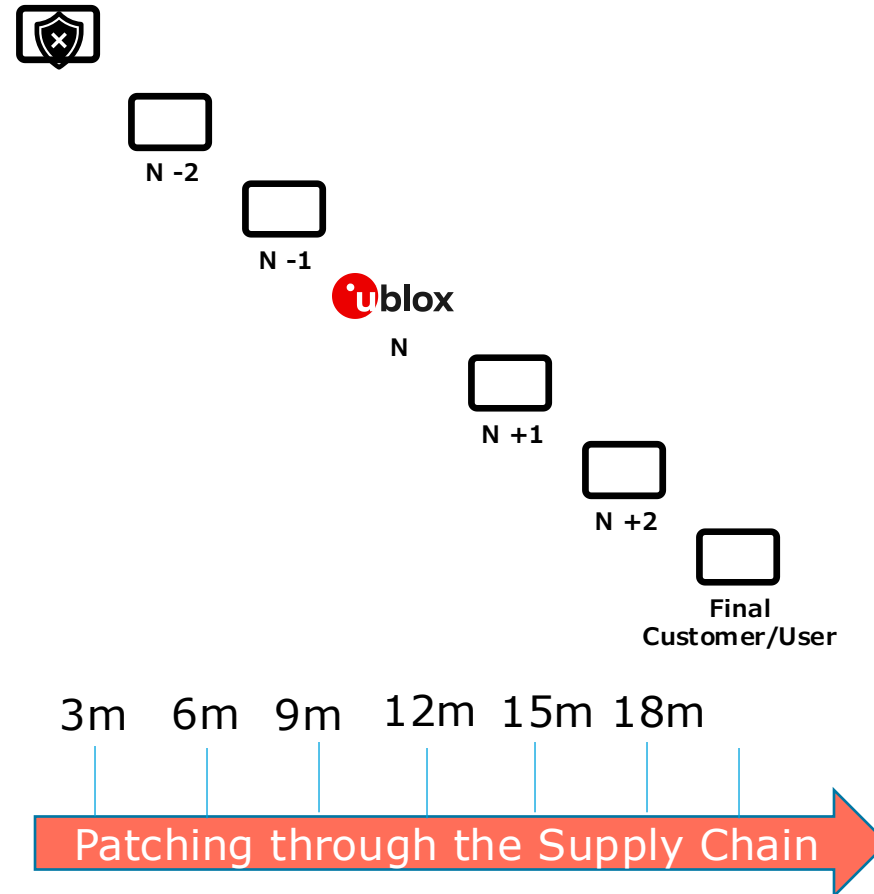 N -2
N -1
ublox
N
N +1
N +2
Final
Customer/User
3m 6m 9m 12m 15m 18m
Patching through the Supply Chain